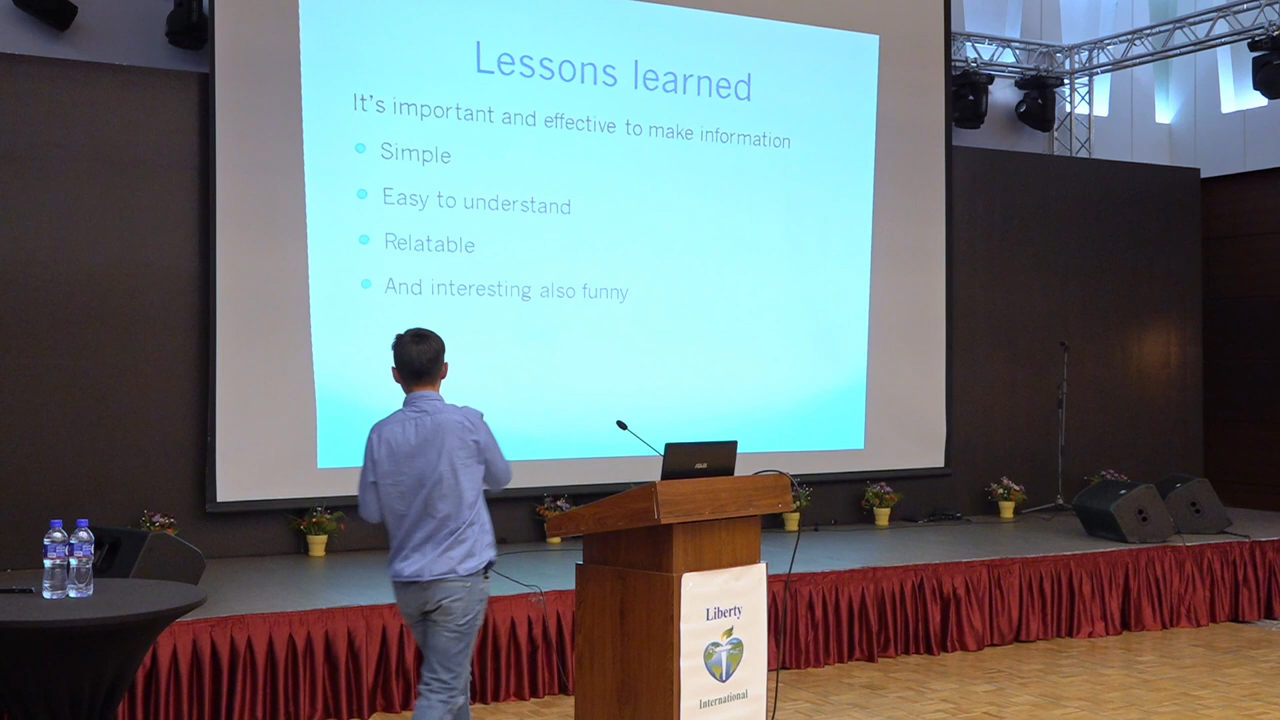 Lessons learned
It's important and effective to make information
Simple
Easy to understand
Relatable
And interesting also funny
ASUS
Liberty
International